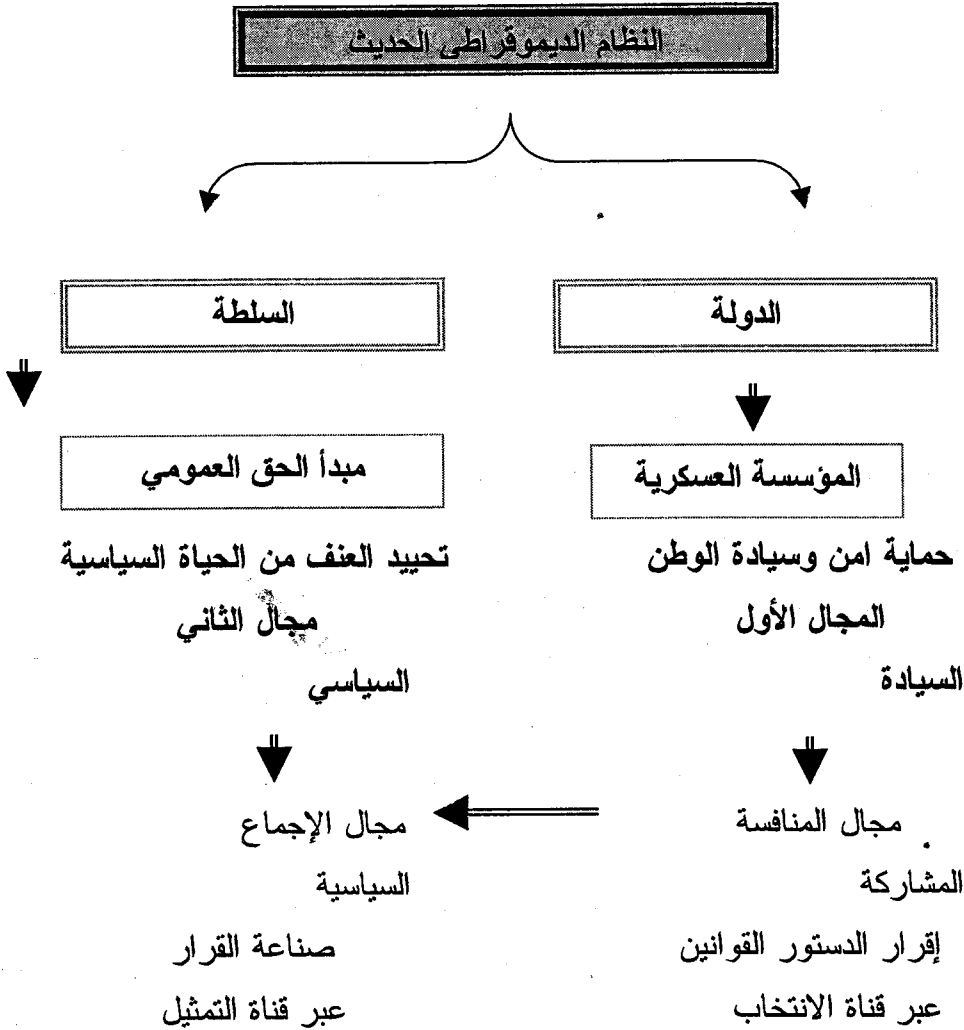 النظام الديموقراطي الحديث
الدولة
السلطة
المؤسسة العسكرية
مبدأ الحق العمومي
حماية امن وسيادة الوطن
تحييد العنف من الحياة السياسية
المجال الأول
مجال الثاني
السيادة
السياسي
مجال المنافسة
مجال الإجماع
المشاركة
السياسية
إقرار الدستور القوانين
صناعة القرار
عبر قناة الانتخاب
عبر قناة التمثيل